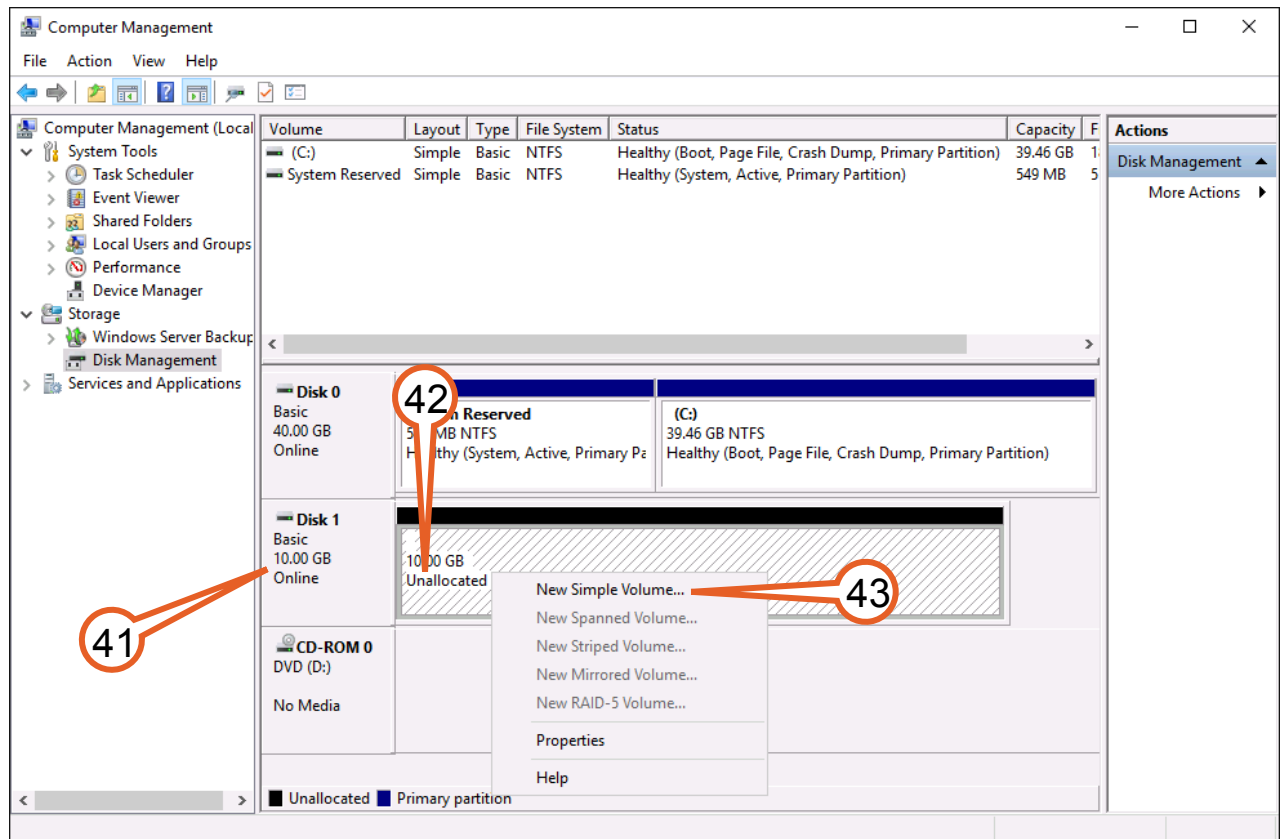 Computer Management
File Action View Help
Computer Management (Local
System Tools
Task Scheduler
Event Viewer
Shared Folders
Local Users and Groups
Performance
Device Manager
Storage
Windows Server Backup
Disk Management
Services and Applications
Volume Layout Type File System Status Capacity F
(C:) Simple Basic NTFS Healthy (Boot, Page File, Crash Dump, Primary Partition) 39.46 GB 1
System Reserved Simple Basic NTFS Healthy (System, Active, Primary Partition) 549 MB 5
Actions
Disk Management
More Actions
Disk 0
Basic
40.00 GB
Online
42
Reserved
MB NTFS
(System, Active, Primary Pa
(C:)
39.46 GB NTFS
Healthy (Boot, Page File, Crash Dump, Primary Partition)
Disk 1
Basic
10.00 GB
Online
10.00 GB
Unallocated
41
43
New Simple Volume...
New Spanned Volume...
New Striped Volume...
New Mirrored Volume...
New RAID-5 Volume...
Properties
Help
CD-ROM 0
DVD (D:)
No Media
Unallocated Primary partition